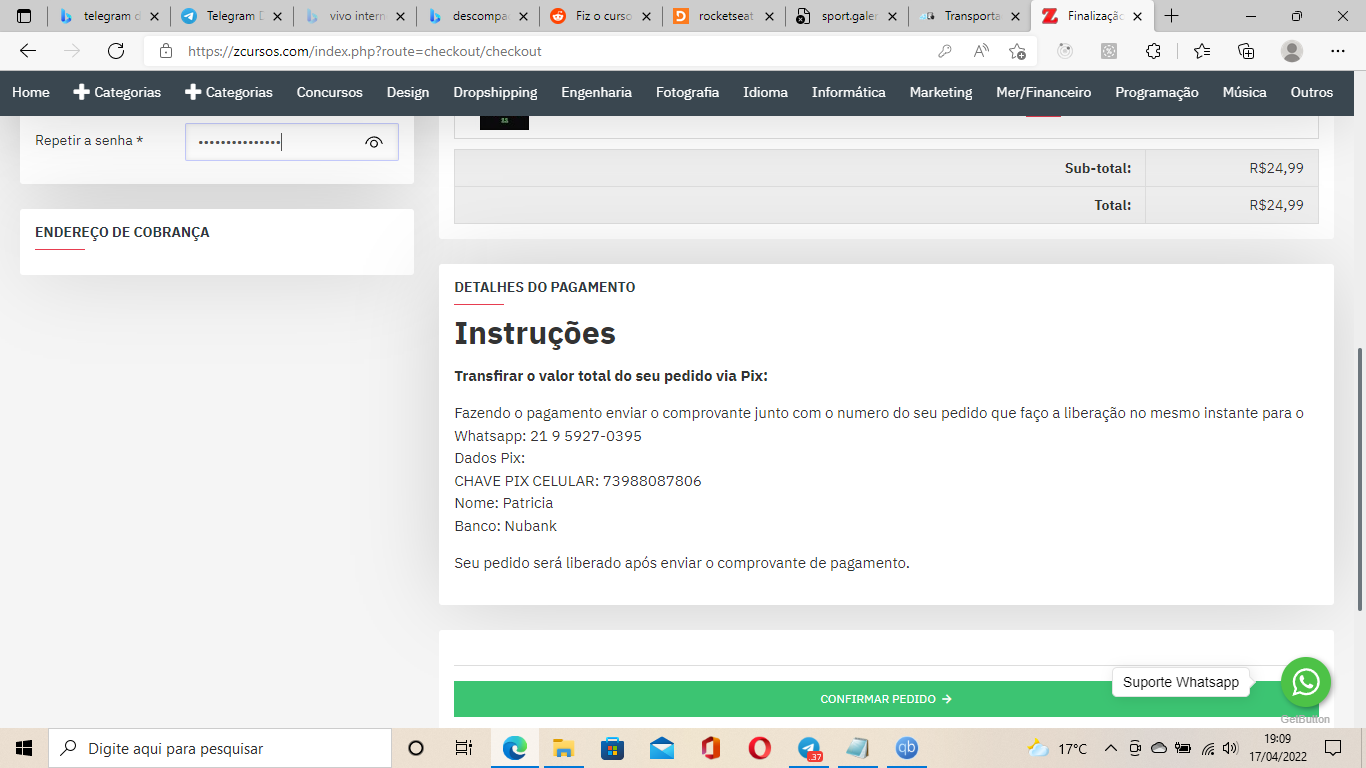 telegram d
Telegram D
vivo intern
descompac
Fiz o curso
rocketseat
sport.galer
Transporta
Finalização
https://zcursos.com/index.php?route=checkout/checkout
Home
Categorias
Categorias
Concursos
Design
Dropshipping
Engenharia
Fotografia
Idioma
Informática
Marketing
Mer/Financeiro
Programação
Música
Outros
Repetir a senha *
•••••••••••••••
ENDEREÇO DE COBRANÇA
Sub-total: R$24,99
Total: R$24,99
DETALHES DO PAGAMENTO
Instruções
Transfirar o valor total do seu pedido via Pix:
Fazendo o pagamento enviar o comprovante junto com o numero do seu pedido que faço a liberação no mesmo instante para o
Whatsapp: 21 9 5927-0395
Dados Pix:
CHAVE PIX CELULAR: 73988087806
Nome: Patricia
Banco: Nubank
Seu pedido será liberado após enviar o comprovante de pagamento.
CONFIRMAR PEDIDO →
Suporte Whatsapp
GetButton
Digite aqui para pesquisar
37
qb
17°C
19:09
17/04/2022